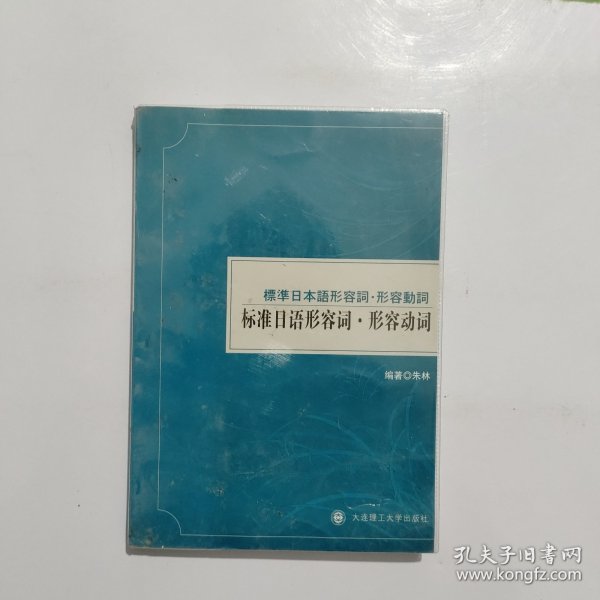 標準日本語形容詞·形容動詞
标准日语形容词·形容动词
编著◎朱林
大连理工大学出版社
孔夫子旧书网
www.kongfz.com